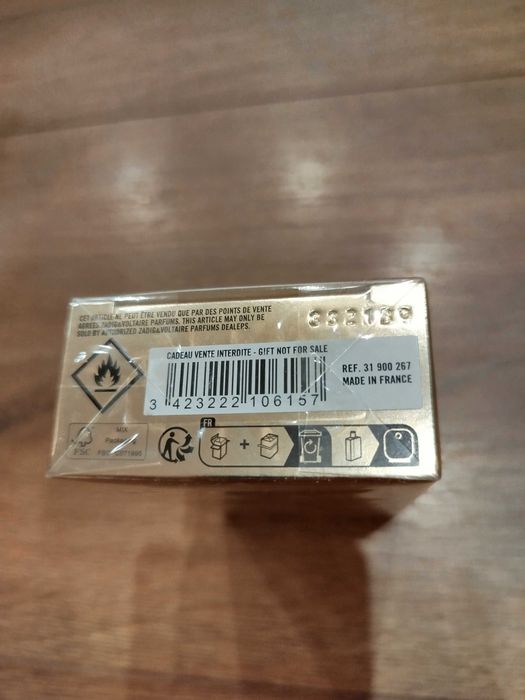 CET ARTICLE NE PEUT ÊTRE VENDU QUE PAR DES POINTS DE VENTE
AGRÉES ZADIG&VOLTAIRE PARFUMS. THIS ARTICLE MAY ONLY BE
SOLD BY AUTHORIZED ZADIG&VOLTAIRE PARFUMS DEALERS.
CADEAU VENTE INTERDITE - GIFT NOT FOR SALE
3 423222 106157
REF. 31 900 267
MADE IN FRANCE
FSC
MIX
FR
+